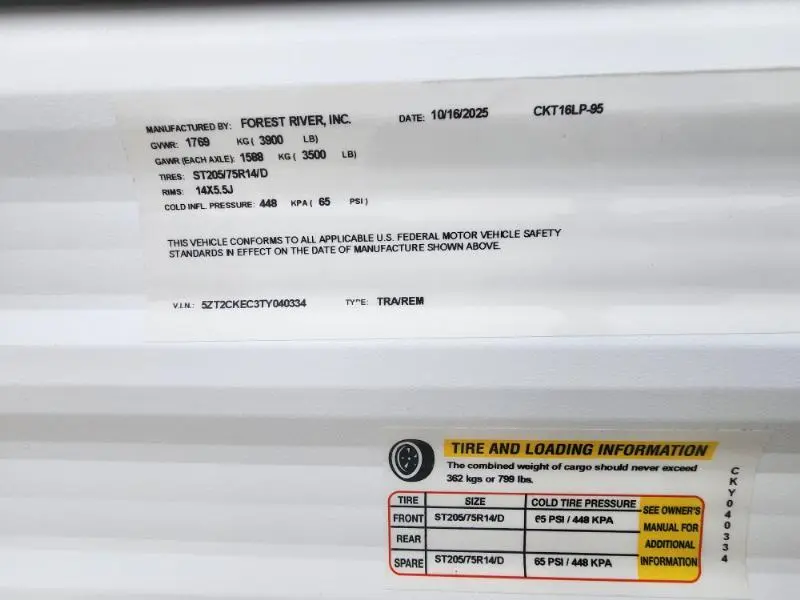 MANUFACTURED BY: FOREST RIVER, INC. DATE: 10/16/2025 CKT16LP-95
GVWR: 1769 KG ( 3900 LB)
GAWR (EACH AXLE): 1588 KG ( 3500 LB)
TIRES: ST205/75R14/D
RIMS: 14X5.5J
COLD INFL. PRESSURE: 448 KPA ( 65 PSI )
THIS VEHICLE CONFORMS TO ALL APPLICABLE U.S. FEDERAL MOTOR VEHICLE SAFETY
STANDARDS IN EFFECT ON THE DATE OF MANUFACTURE SHOWN ABOVE.
V.I.N.: 5ZT2CKEC3TY040334 TYPE: TRA/REM
TIRE AND LOADING INFORMATION
The combined weight of cargo should never exceed
362 kgs or 799 lbs.
TIRE SIZE COLD TIRE PRESSURE
FRONT ST205/75R14/D 65 PSI / 448 KPA
REAR
SPARE ST205/75R14/D 65 PSI / 448 KPA
SEE OWNER'S
MANUAL FOR
ADDITIONAL
INFORMATION
CKY040334